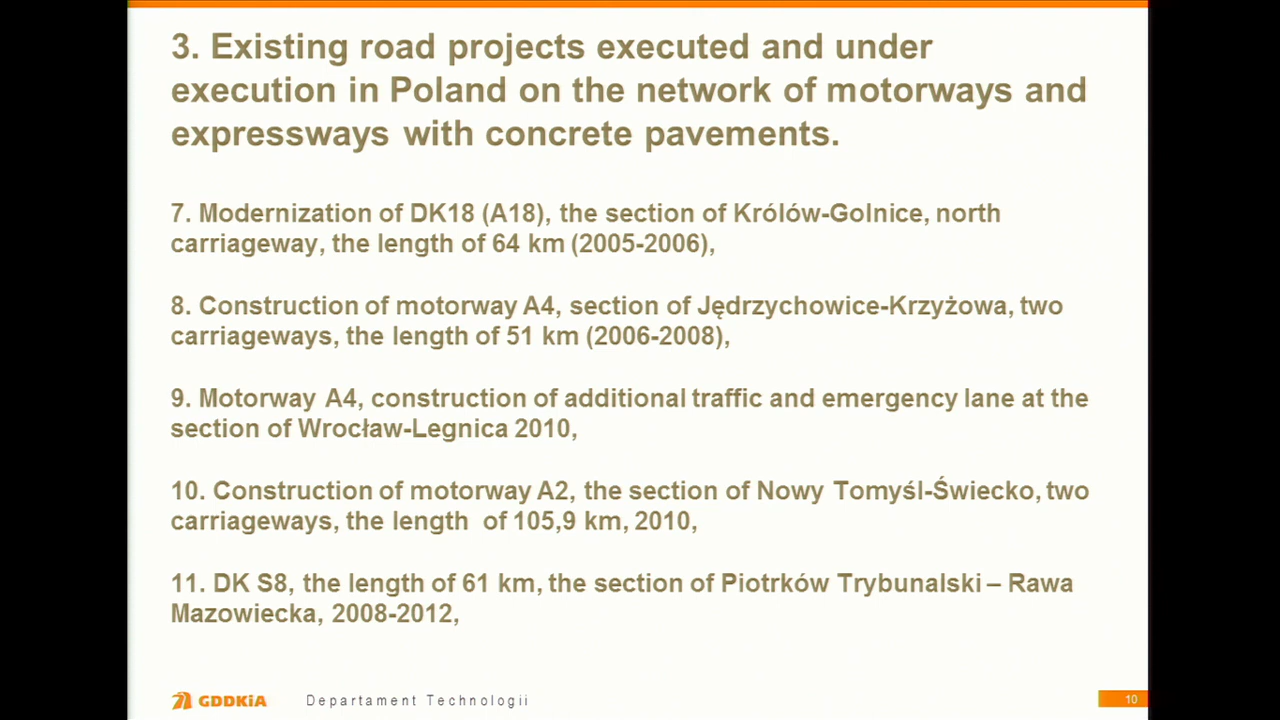 3. Existing road projects executed and under
execution in Poland on the network of motorways and
expressways with concrete pavements.
7. Modernization of DK18 (A18), the section of Królów-Golnice, north
carriageway, the length of 64 km (2005-2006),
8. Construction of motorway A4, section of Jędrzychowice-Krzyżowa, two
carriageways, the length of 51 km (2006-2008),
9. Motorway A4, construction of additional traffic and emergency lane at the
section of Wrocław-Legnica 2010,
10. Construction of motorway A2, the section of Nowy Tomyśl-Świecko, two
carriageways, the length of 105,9 km, 2010,
11. DK S8, the length of 61 km, the section of Piotrków Trybunalski – Rawa
Mazowiecka, 2008-2012,
GDDKiA Departament Technologii 10